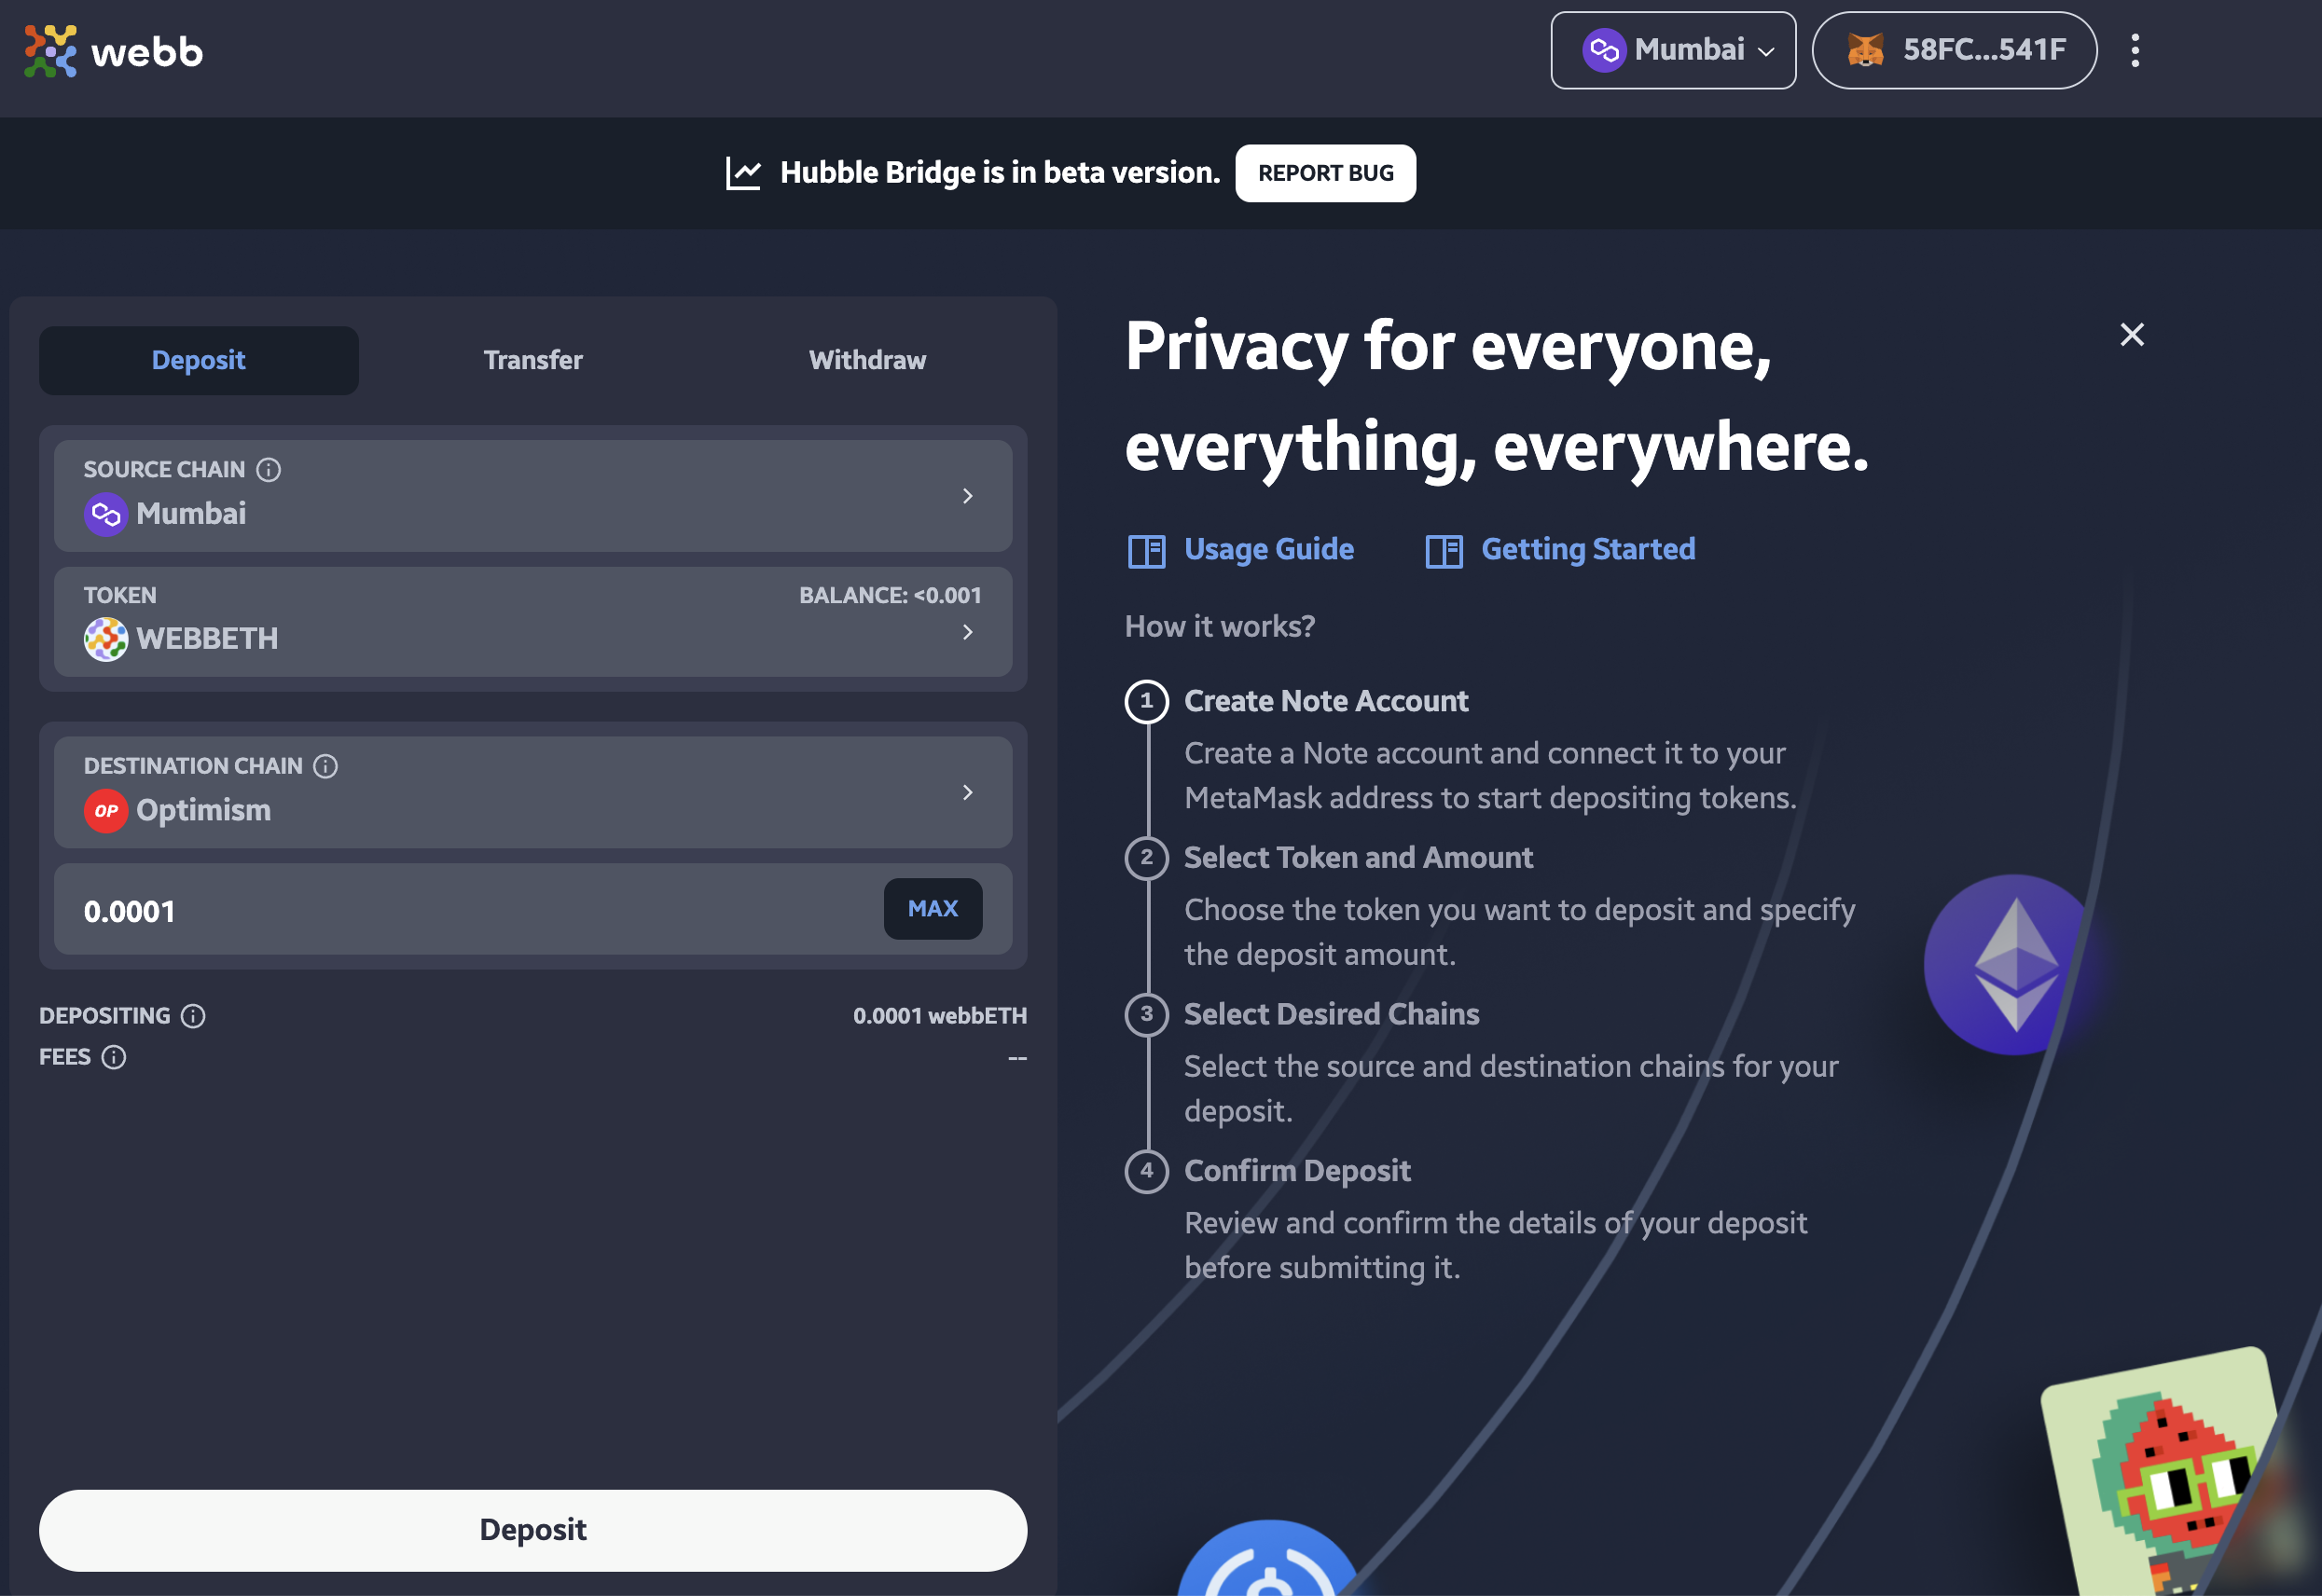 webb
Mumbai
58FC...541F
Hubble Bridge is in beta version.
REPORT BUG
Deposit
Transfer
Withdraw
SOURCE CHAIN
Mumbai
TOKEN
BALANCE: <0.001
WEBBETH
DESTINATION CHAIN
OP
Optimism
0.0001
MAX
DEPOSITING
0.0001 webbETH
FEES
--
Deposit
Privacy for everyone,
everything, everywhere.
Usage Guide
Getting Started
How it works?
1
Create Note Account
Create a Note account and connect it to your
MetaMask address to start depositing tokens.
2
Select Token and Amount
Choose the token you want to deposit and specify
the deposit amount.
3
Select Desired Chains
Select the source and destination chains for your
deposit.
4
Confirm Deposit
Review and confirm the details of your deposit
before submitting it.